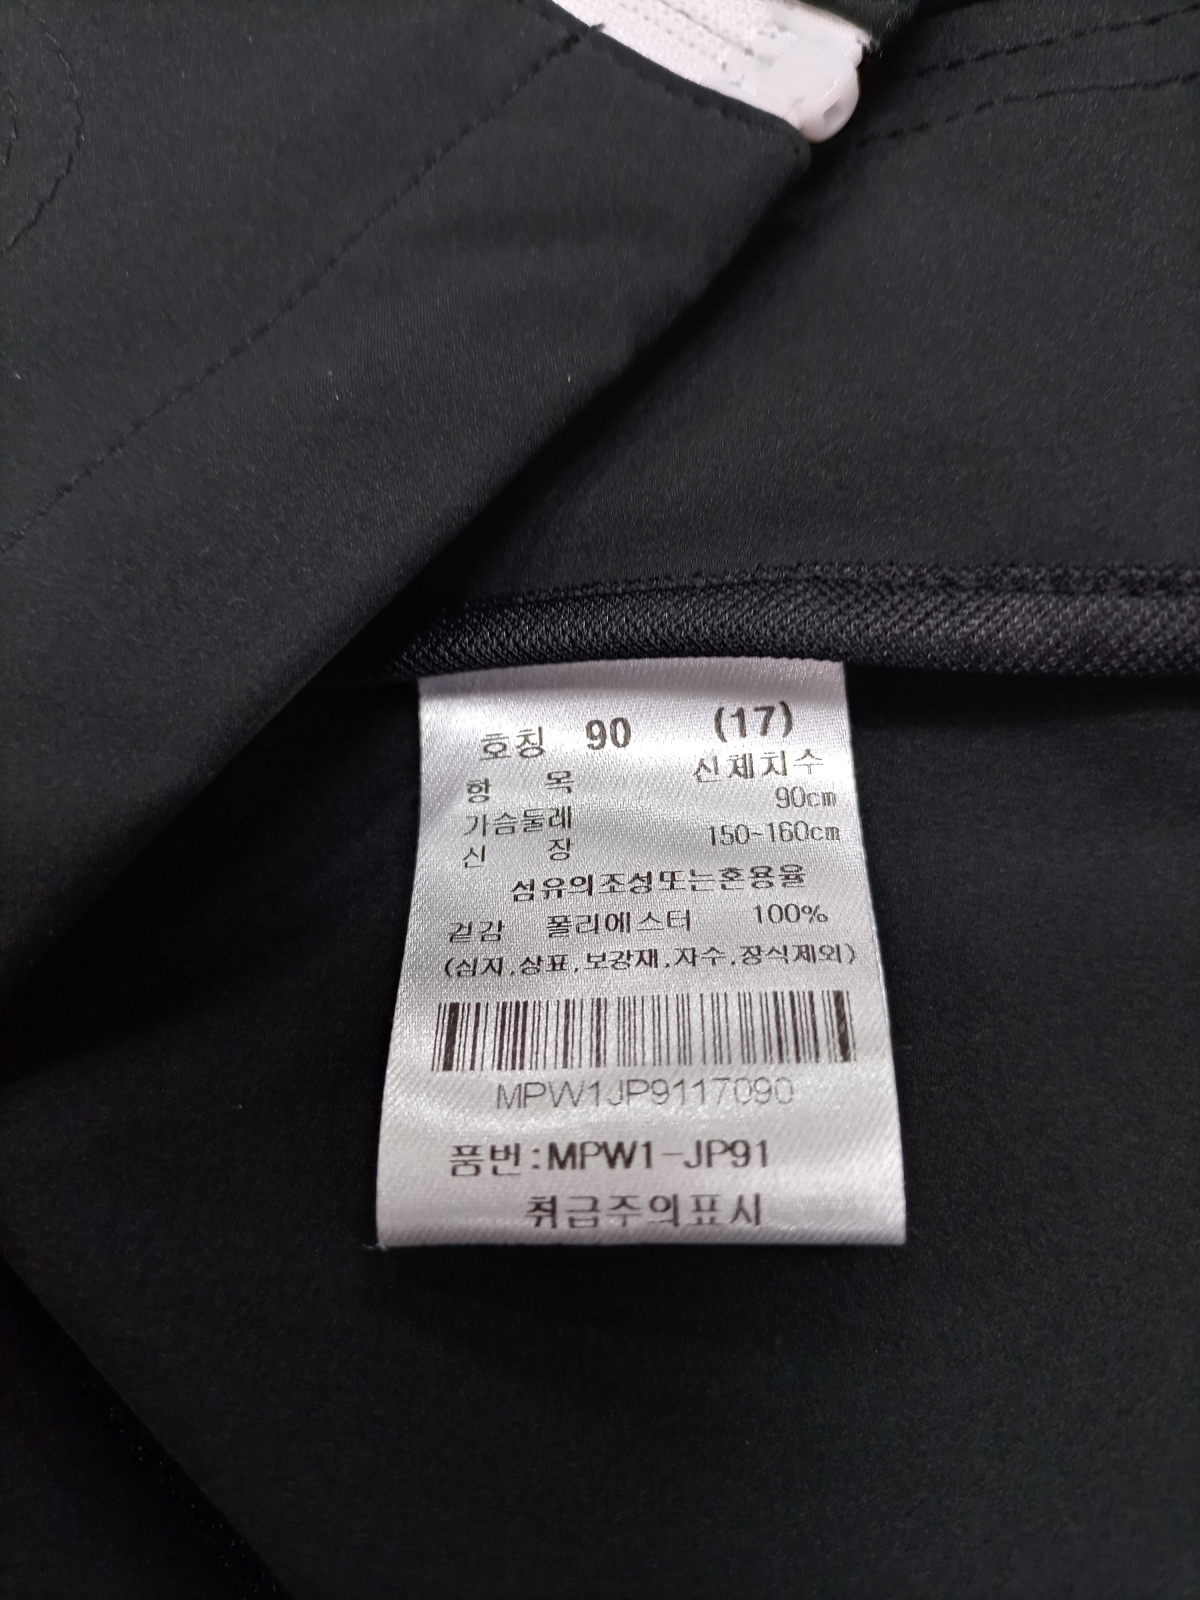 호칭 90 (17)
항 목 신체치수
가슴둘레 90cm
신 장 150-160cm
섬유의조성또는혼용율
겉감 폴리에스터 100%
(심지,상표,보강재,자수,장식제외)
MPW1JP9117090
품번:MPW1-JP91
취급주의표시